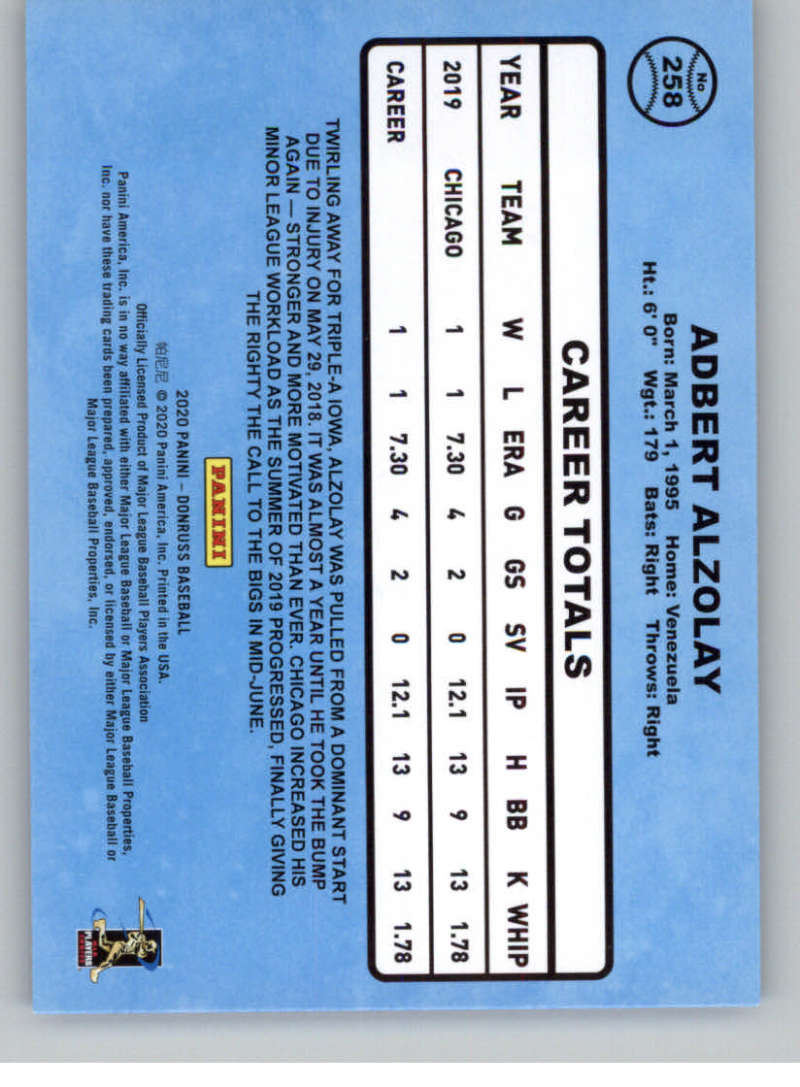 No
258
ADBERT ALZOLAY
Born: March 1, 1995 Home: Venezuela
Ht.: 6' 0" Wgt.: 179 Bats: Right Throws: Right
CAREER TOTALS
YEAR TEAM W L ERA G GS SV IP H BB K WHIP
2019 CHICAGO 1 1 7.30 4 2 0 12.1 13 9 13 1.78
CAREER 1 1 7.30 4 2 0 12.1 13 9 13 1.78
TWIRLING AWAY FOR TRIPLE-A IOWA, ALZOLAY WAS PULLED FROM A DOMINANT START
DUE TO INJURY ON MAY 29, 2018. IT WAS ALMOST A YEAR UNTIL HE TOOK THE BUMP
AGAIN — STRONGER AND MORE MOTIVATED THAN EVER. CHICAGO INCREASED HIS
MINOR LEAGUE WORKLOAD AS THE SUMMER OF 2019 PROGRESSED, FINALLY GIVING
THE RIGHTY THE CALL TO THE BIGS IN MID-JUNE.
PANINI
2020 PANINI – DONRUSS BASEBALL
帕尼尼 © 2020 Panini America, Inc. Printed in the USA.
Officially Licensed Product of Major League Baseball Players Association
Panini America, Inc. is in no way affiliated with either Major League Baseball or Major League Baseball Properties,
Inc. nor have these trading cards been prepared, approved, endorsed, or licensed by either Major League Baseball or
Major League Baseball Properties, Inc.
PLAYERS